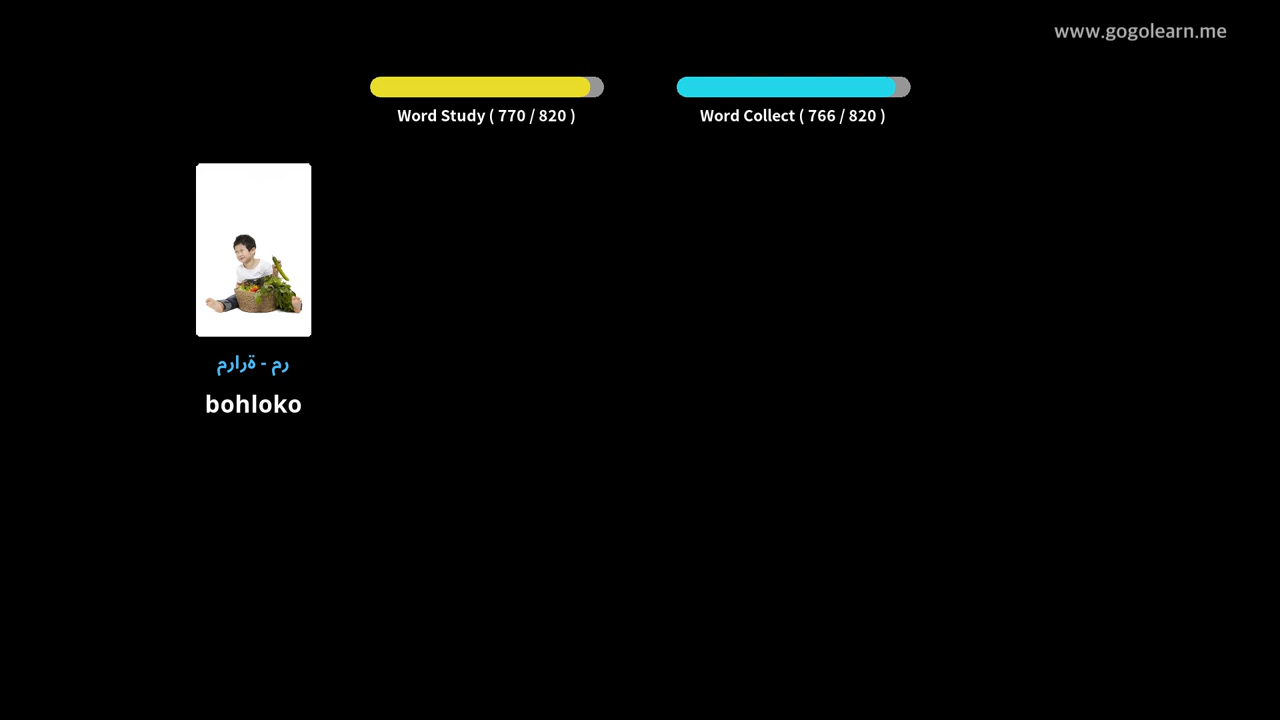 www.gogolearn.me
Word Study ( 770 / 820 )
Word Collect ( 766 / 820 )
رم - ةرارم
bohloko